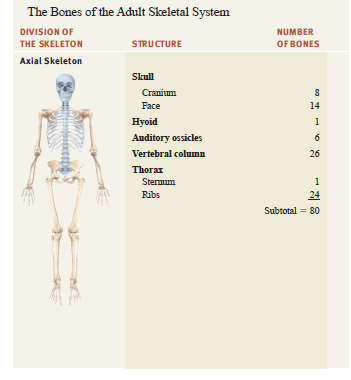 The Bones of the Adult Skeletal System
DIVISION OF THE SKELETON STRUCTURE NUMBER OF BONES
Axial Skeleton
Skull
Cranium 8
Face 14
Hyoid 1
Auditory ossicles 6
Vertebral column 26
Thorax
Sternum 1
Ribs 24
Subtotal = 80